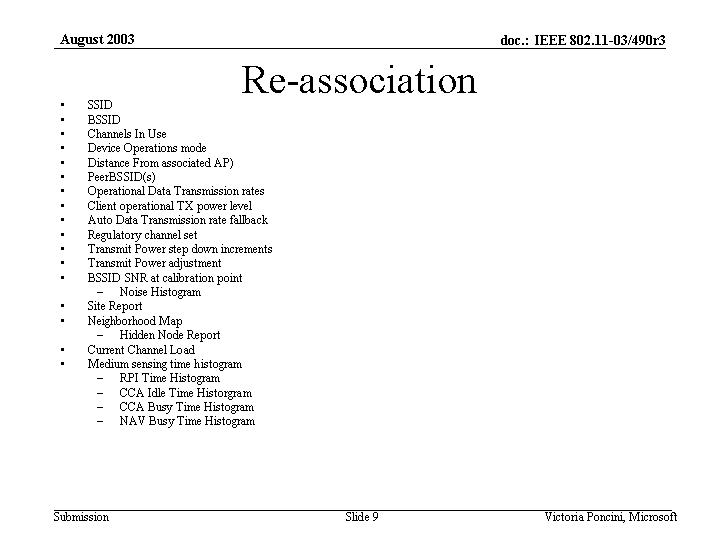 August 2003
doc.: IEEE 802.11-03/490r3
Re-association
• SSID
• BSSID
• Channels In Use
• Device Operations mode
• Distance From associated AP)
• PeerBSSID(s)
• Operational Data Transmission rates
• Client operational TX power level
• Auto Data Transmission rate fallback
• Regulatory channel set
• Transmit Power step down increments
• Transmit Power adjustment
• BSSID SNR at calibration point
– Noise Histogram
• Site Report
• Neighborhood Map
– Hidden Node Report
• Current Channel Load
• Medium sensing time histogram
– RPI Time Histogram
– CCA Idle Time Historgram
– CCA Busy Time Histogram
– NAV Busy Time Histogram
Submission
Slide 9
Victoria Poncini, Microsoft